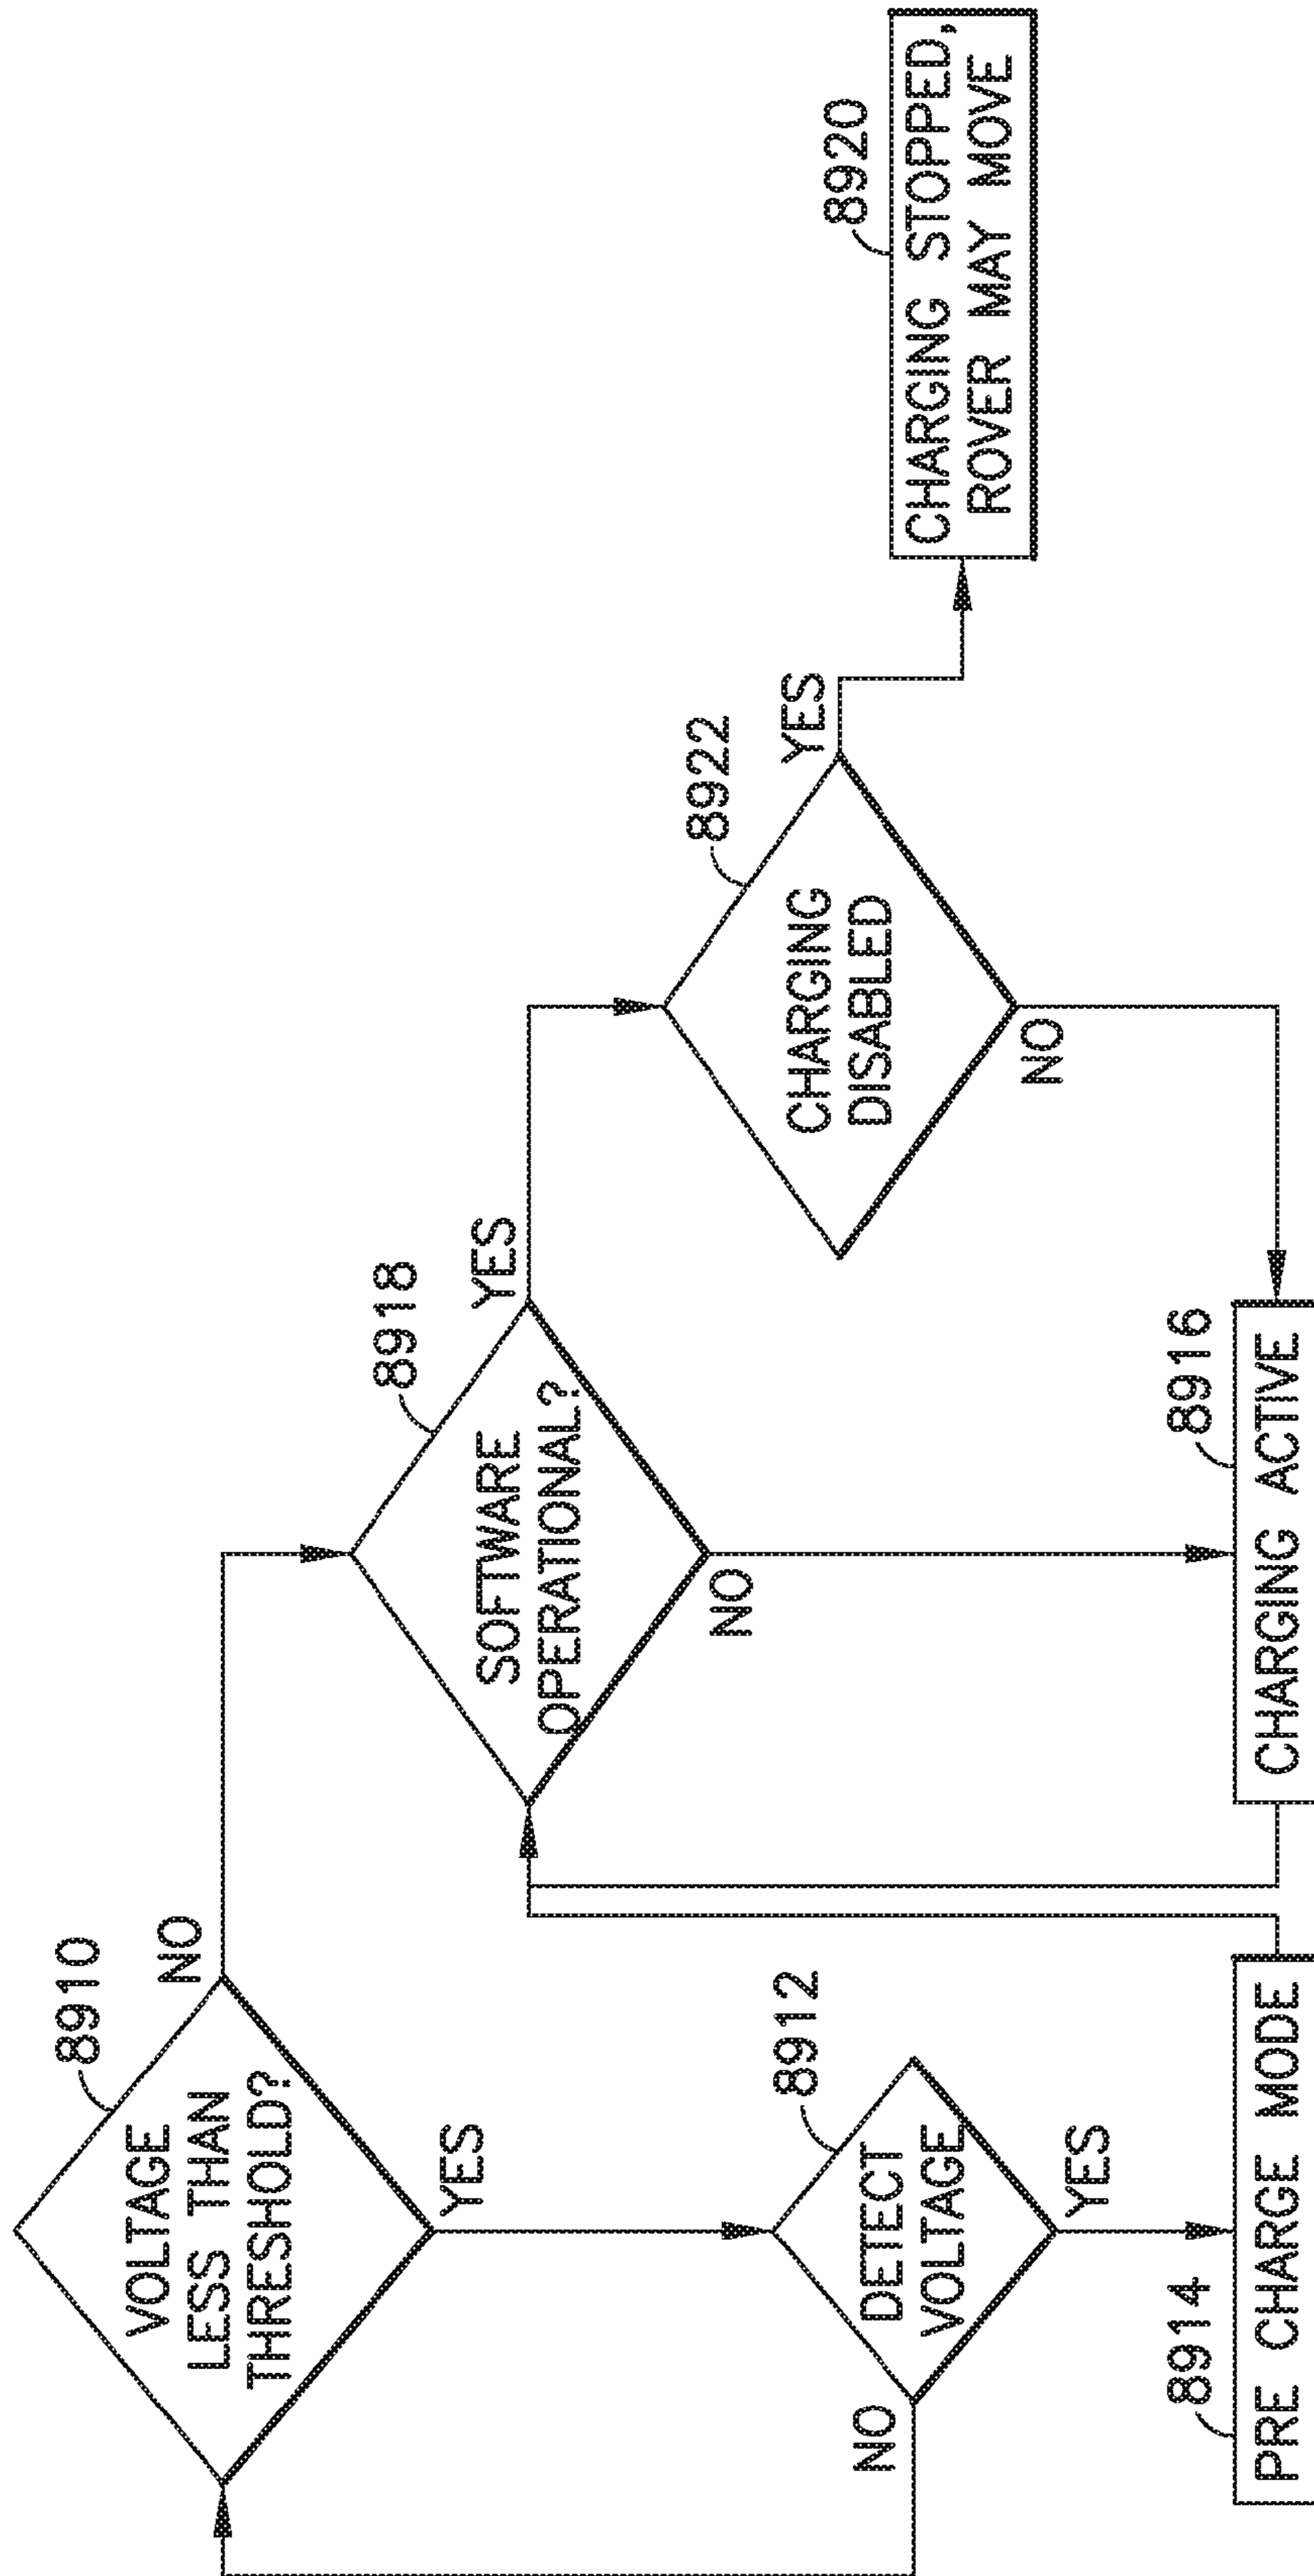 8910
VOLTAGE
LESS THAN
THRESHOLD?
NO
YES
8912
DETECT
VOLTAGE
NO
YES
8914
PRE CHARGE MODE
8918
SOFTWARE
OPERATIONAL?
YES
NO
8916
CHARGING ACTIVE
8922
CHARGING
DISABLED
YES
NO
8920
CHARGING STOPPED,
ROVER MAY MOVE